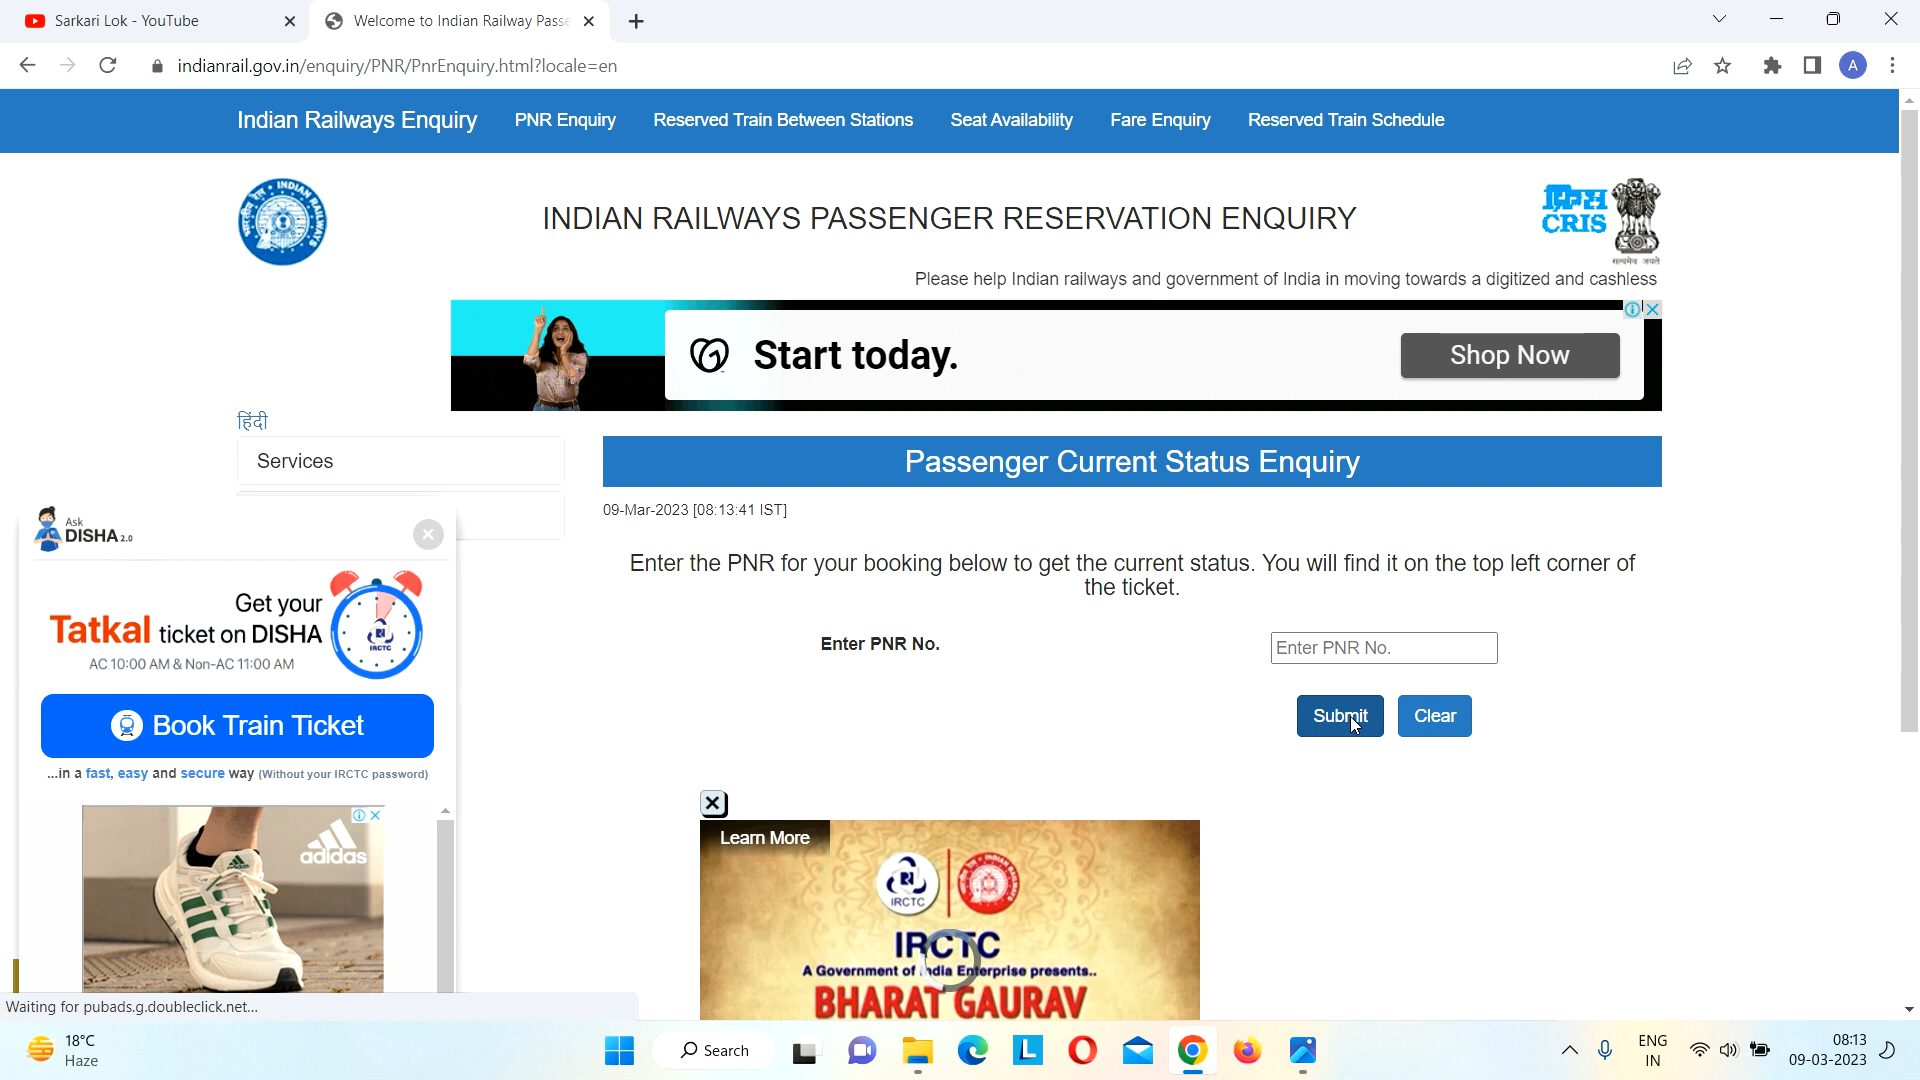 Sarkari Lok - YouTube
Welcome to Indian Railway Passe
indianrail.gov.in/enquiry/PNR/PnrEnquiry.html?locale=en
A
Indian Railways Enquiry PNR Enquiry Reserved Train Between Stations Seat Availability Fare Enquiry Reserved Train Schedule
INDIAN RAILWAYS
INDIAN RAILWAYS PASSENGER RESERVATION ENQUIRY
CRIS
सत्यमेव जयते
Please help Indian railways and government of India in moving towards a digitized and cashless
Start today.
Shop Now
हिंदी
Services
Passenger Current Status Enquiry
09-Mar-2023 [08:13:41 IST]
Enter the PNR for your booking below to get the current status. You will find it on the top left corner of
the ticket.
Enter PNR No.
Enter PNR No.
Submit
Clear
Ask
DISHA 2.0
Get your
Tatkal ticket on DISHA
AC 10:00 AM & Non-AC 11:00 AM
IRCTC
Book Train Ticket
...in a fast, easy and secure way (Without your IRCTC password)
adidas
Learn More
IRCTC
IRCTC
A Government of India Enterprise presents..
BHARAT GAURAV
Waiting for pubads.g.doubleclick.net...
18°C
Haze
Search
ENG
IN
08:13
09-03-2023